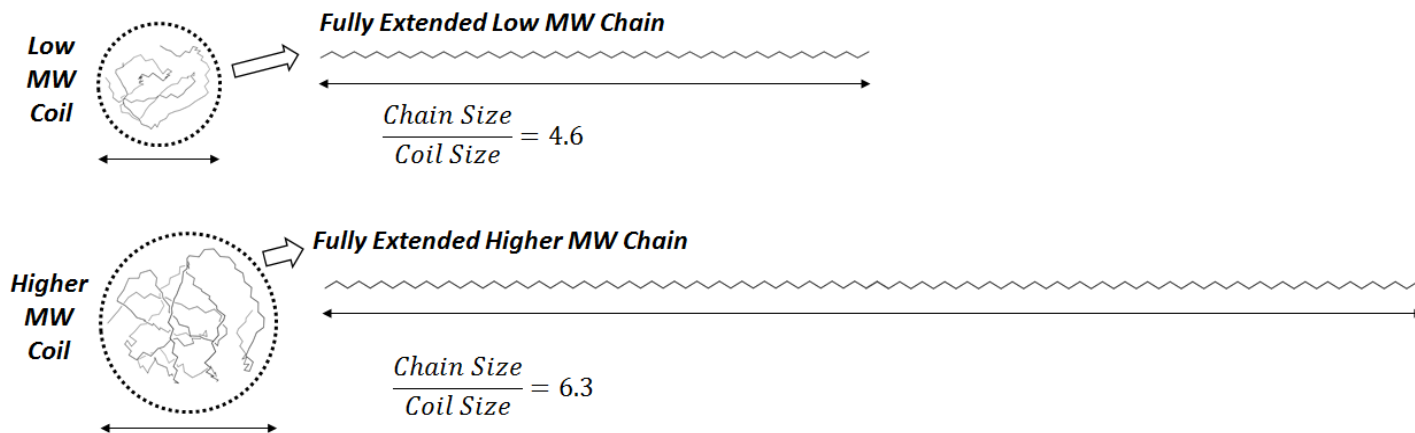 Fully Extended Low MW Chain
Low
MW
Coil
Chain Size
Coil Size
= 4.6
Fully Extended Higher MW Chain
Higher
MW
Coil
Chain Size
Coil Size
= 6.3